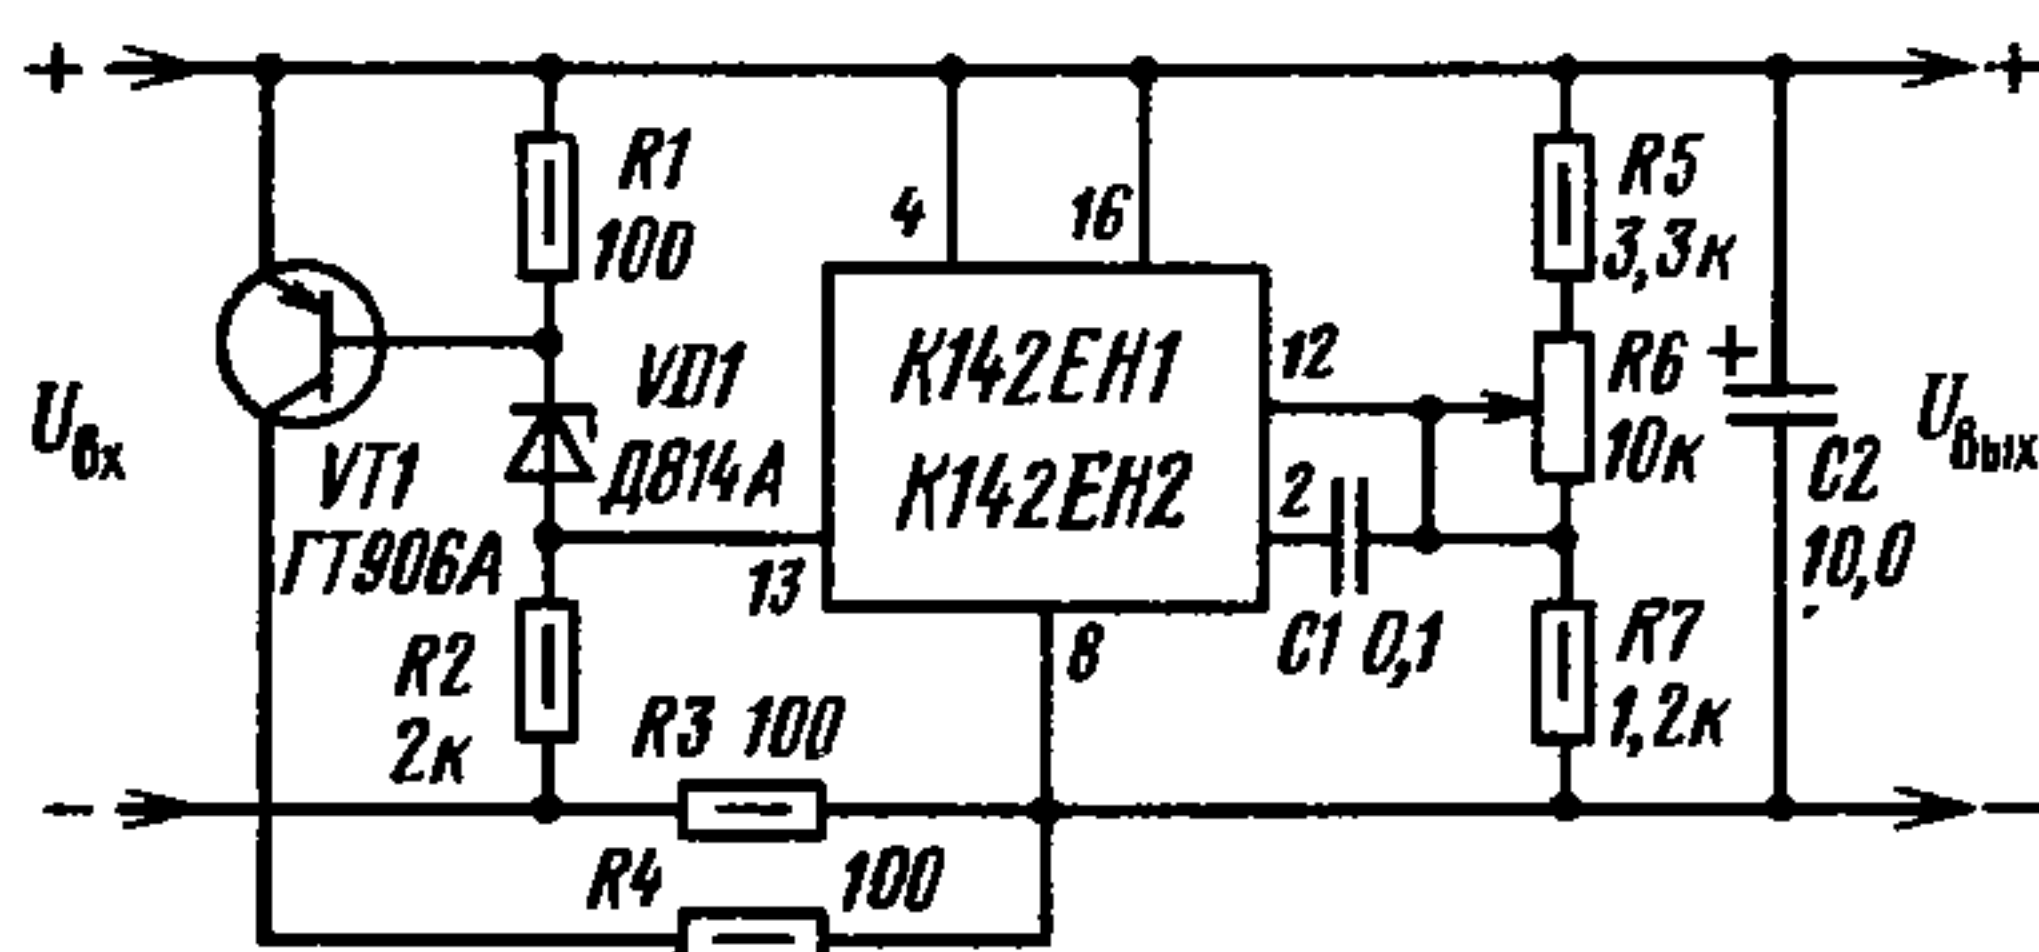 +
+
R1
100
4
16
R5
3,3к
К142ЕН1
К142ЕН2
12
2
13
8
VD1
Д814А
R6
10к
+
Uвх
Uвых
VT1
ГТ906А
C2
10,0
R2
2к
R3 100
C1 0,1
R7
1,2к
−
−
R4 100